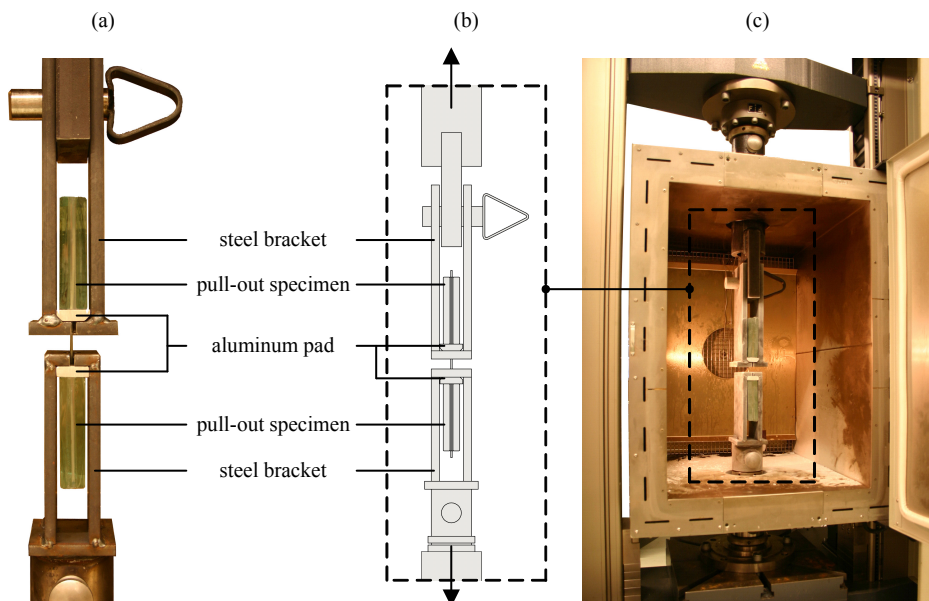 (a)
(b)
(c)
steel bracket
pull-out specimen
aluminum pad
pull-out specimen
steel bracket